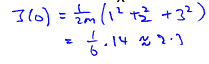 J(0) = 1/2m (1² + 2² + 3²)
= 1/6 · 14 ≈ 2.3